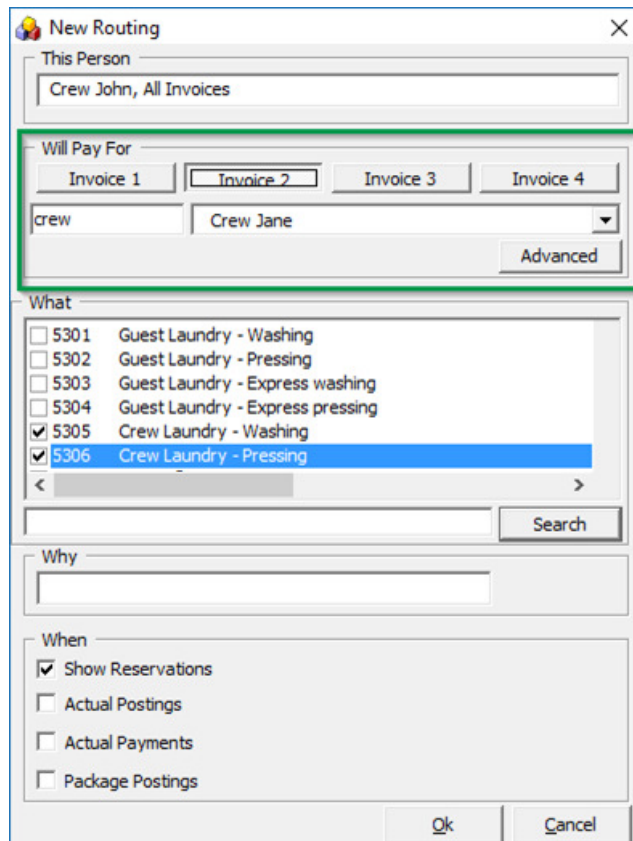 New Routing
This Person
Crew John, All Invoices
Will Pay For
Invoice 1 Invoice 2 Invoice 3 Invoice 4
crew Crew Jane
Advanced
What
5301 Guest Laundry - Washing
5302 Guest Laundry - Pressing
5303 Guest Laundry - Express washing
5304 Guest Laundry - Express pressing
5305 Crew Laundry - Washing
5306 Crew Laundry - Pressing
Search
Why
When
Show Reservations
Actual Postings
Actual Payments
Package Postings
Ok Cancel